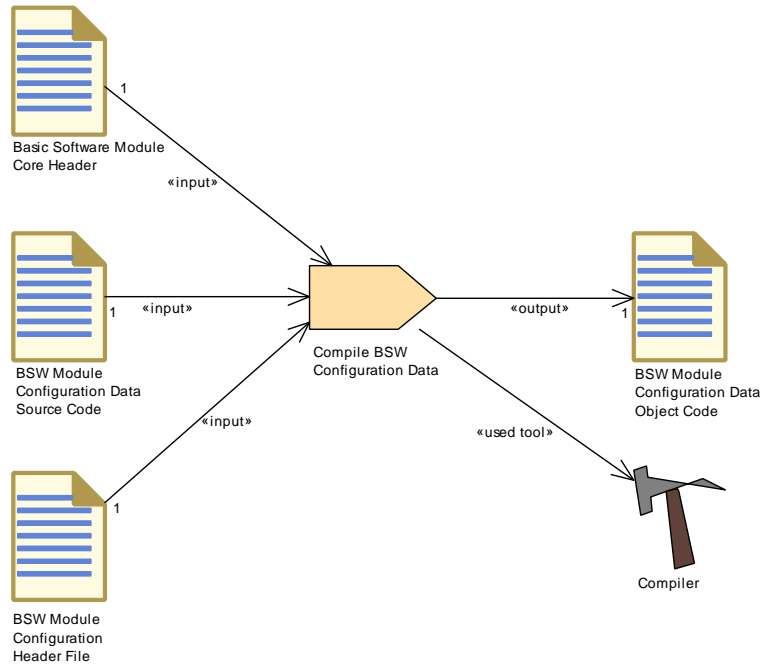 1
Basic Software Module
Core Header
«input»
1
«input»
BSW Module
Configuration Data
Source Code
Compile BSW
Configuration Data
«output»
1
BSW Module
Configuration Data
Object Code
«input»
«used tool»
1
BSW Module
Configuration
Header File
Compiler